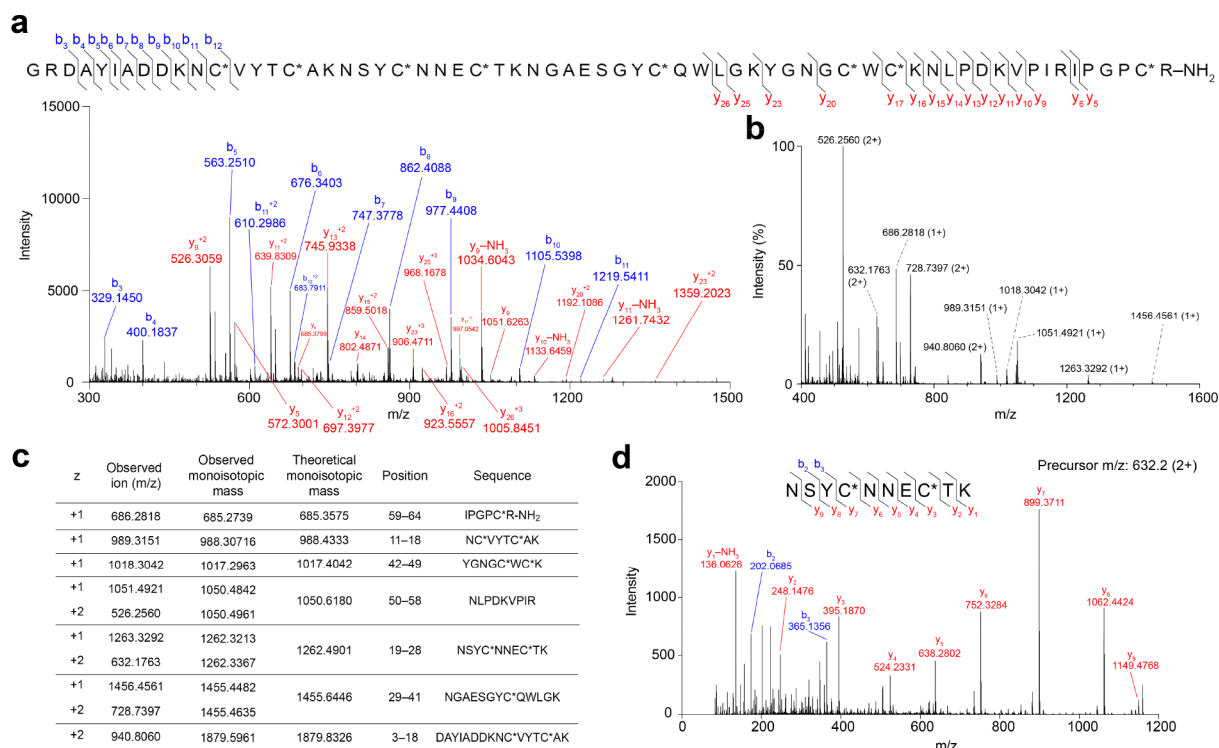 a
b3 b4 b5 b6 b7 b8 b9 b10 b11 b12
GRDAYIADDKNC*VYTC*AKNSYC*NNEC*TKNGAESGYC*QWLGKYGNGC*WC*KNLPDKVPIRIPGPC*R–NH2
y26 y25 y23 y20 y17 y16 y15 y14 y13 y12 y11 y10 y9 y6 y5
15000
10000
5000
0
Intensity
300 600 900 1200 1500
m/z
b3
329.1450
b4
400.1837
y9+2
526.3059
b5
563.2510
b11+2
610.2986
y11+2
639.8309
b6
676.3403
b12+2
683.7911
y6
685.3799
y13+2
745.9338
b7
747.3778
y14
802.4871
y15+2
859.5018
b8
862.4088
y23+3
906.4711
y25+3
968.1678
b9
977.4408
997.0542
y9–NH3
1034.6043
y9
1051.6263
b10
1105.5398
y10–NH3
1133.6459
y20+2
1192.1086
b11
1219.5411
y11–NH3
1261.7432
y23+2
1359.2023
y5
572.3001
y12+2
697.3977
y16+2
923.5557
y26+3
1005.8451
b
100
50
0
Intensity (%)
526.2560 (2+)
686.2818 (1+)
632.1763
(2+)
728.7397 (2+)
1018.3042 (1+)
989.3151 (1+)
1051.4921 (1+)
1456.4561 (1+)
940.8060 (2+)
1263.3292 (1+)
400 600 800 1000 1200 1400 1600
m/z
c
z Observed ion (m/z) Observed monoisotopic mass Theoretical monoisotopic mass Position Sequence
+1 686.2818 685.2739 685.3575 59–64 IPGPC*R-NH2
+1 989.3151 988.30716 988.4333 11–18 NC*VYTC*AK
+1 1018.3042 1017.2963 1017.4042 42–49 YGNGC*WC*K
+1 1051.4921 1050.4842 1050.6180 50–58 NLPDKVPIR
+2 526.2560 1050.4961
+1 1263.3292 1262.3213 1262.4901 19–28 NSYC*NNEC*TK
+2 632.1763 1262.3367
+1 1456.4561 1455.4482 1455.6446 29–41 NGAESGYC*QWLGK
+2 728.7397 1455.4635
+2 940.8060 1879.5961 1879.8326 3–18 DAYIADDKNC*VYTC*AK
d
Precursor m/z: 632.2 (2+)
b2 b3
NSYC*NNEC*TK
y9 y8 y7 y6 y5 y4 y3 y2 y1
2000
1500
1000
500
0
Intensity
y1–NH3
136.0626
b2
202.0685
y2
248.1476
b3
365.1356
y3
395.1870
y4
524.2331
y5
638.2802
y6
752.3284
y7
899.3711
y8
1062.4424
y9
1149.4768
0 200 400 600 800 1000 1200
m/z